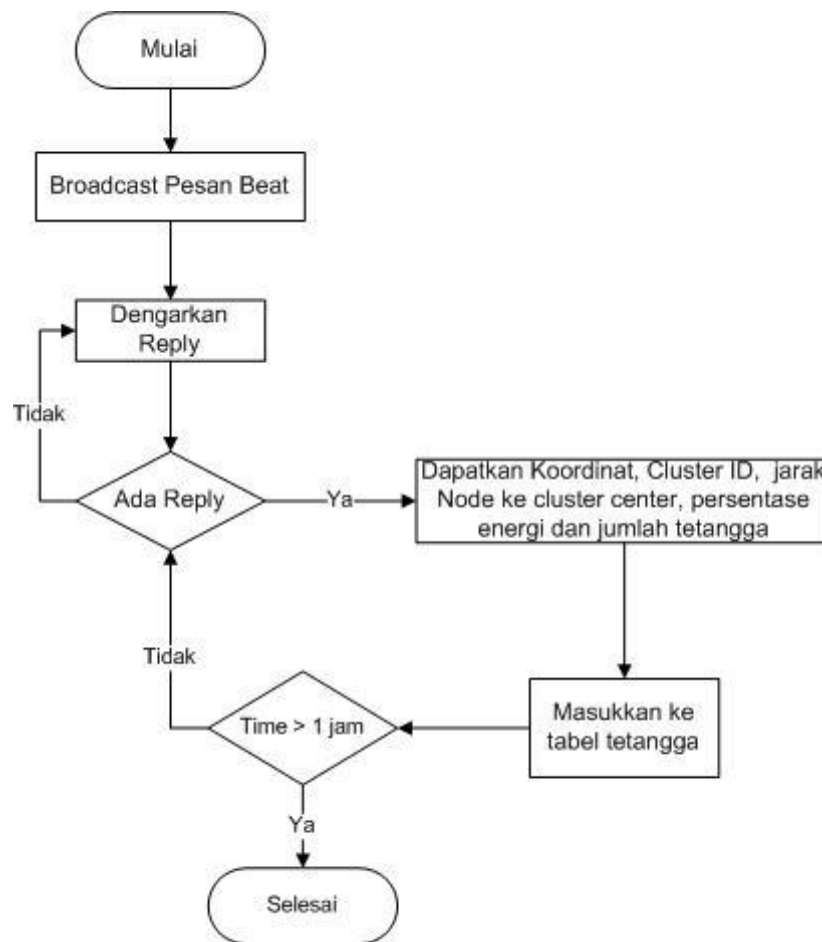 Mulai
Broadcast Pesan Beat
Dengarkan
Reply
Tidak
Ada Reply
Ya
Dapatkan Koordinat, Cluster ID, jarak
Node ke cluster center, persentase
energi dan jumlah tetangga
Tidak
Time > 1 jam
Masukkan ke
tabel tetangga
Ya
Selesai